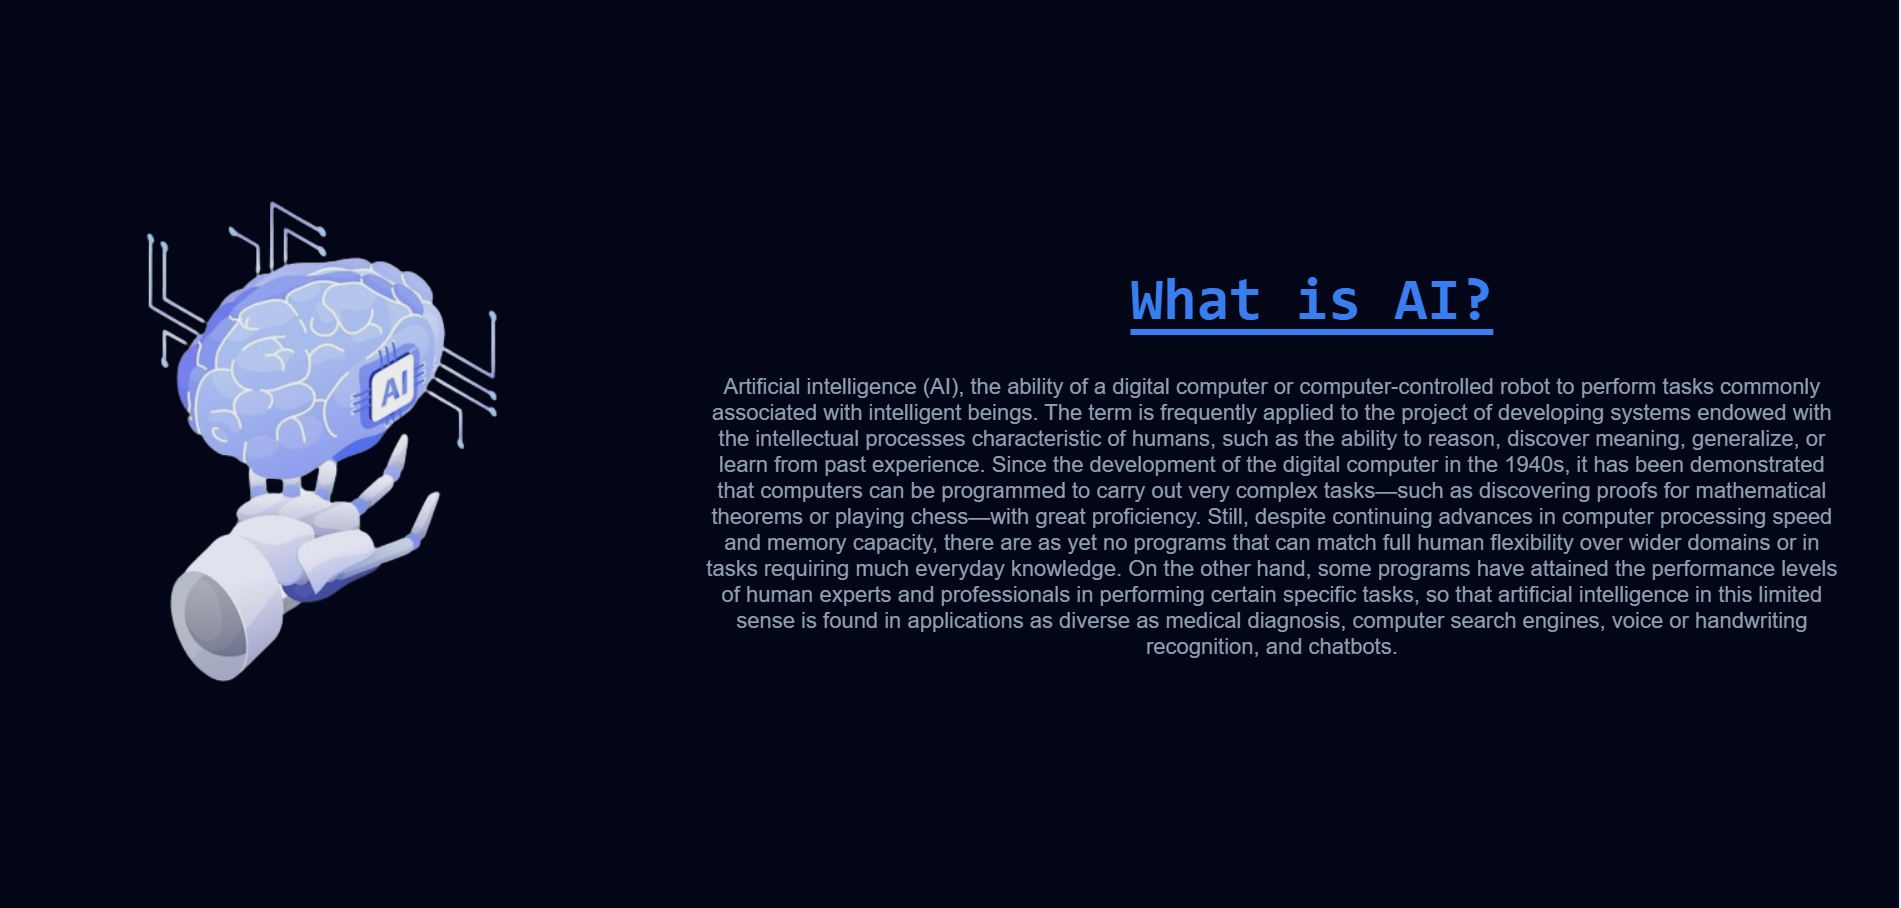 AI
What is AI?
Artificial intelligence (AI), the ability of a digital computer or computer-controlled robot to perform tasks commonly
associated with intelligent beings. The term is frequently applied to the project of developing systems endowed with
the intellectual processes characteristic of humans, such as the ability to reason, discover meaning, generalize, or
learn from past experience. Since the development of the digital computer in the 1940s, it has been demonstrated
that computers can be programmed to carry out very complex tasks—such as discovering proofs for mathematical
theorems or playing chess—with great proficiency. Still, despite continuing advances in computer processing speed
and memory capacity, there are as yet no programs that can match full human flexibility over wider domains or in
tasks requiring much everyday knowledge. On the other hand, some programs have attained the performance levels
of human experts and professionals in performing certain specific tasks, so that artificial intelligence in this limited
sense is found in applications as diverse as medical diagnosis, computer search engines, voice or handwriting
recognition, and chatbots.